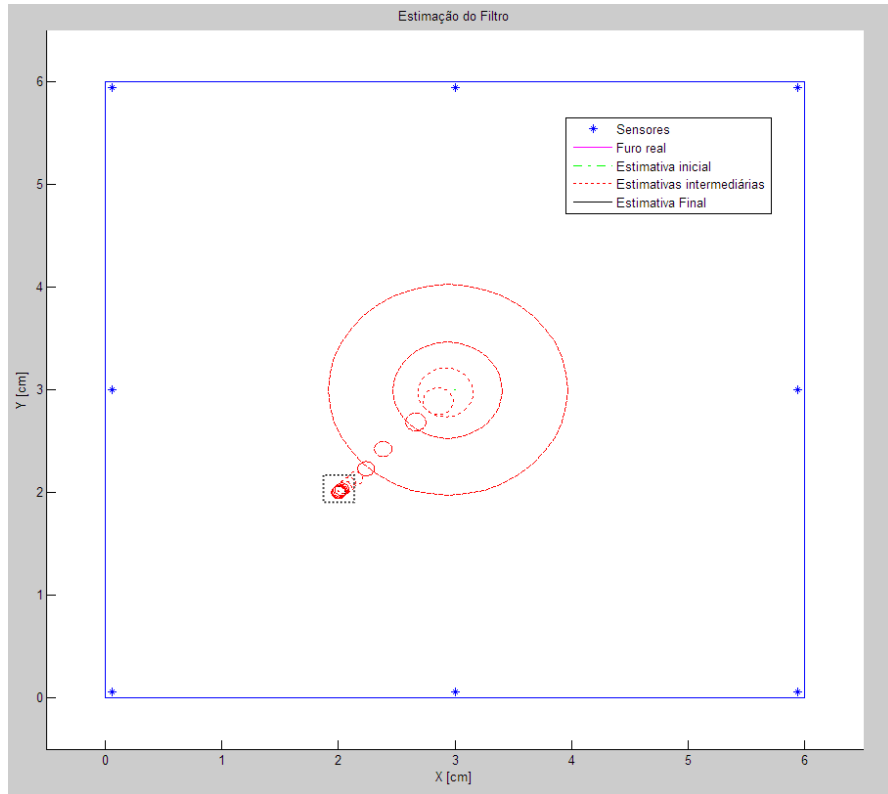 Estimação do Filtro
6
5
4
3
2
1
0
Y [cm]
Sensores
Furo real
Estimativa inicial
Estimativas intermediárias
Estimativa Final
0
1
2
3
4
5
6
X [cm]